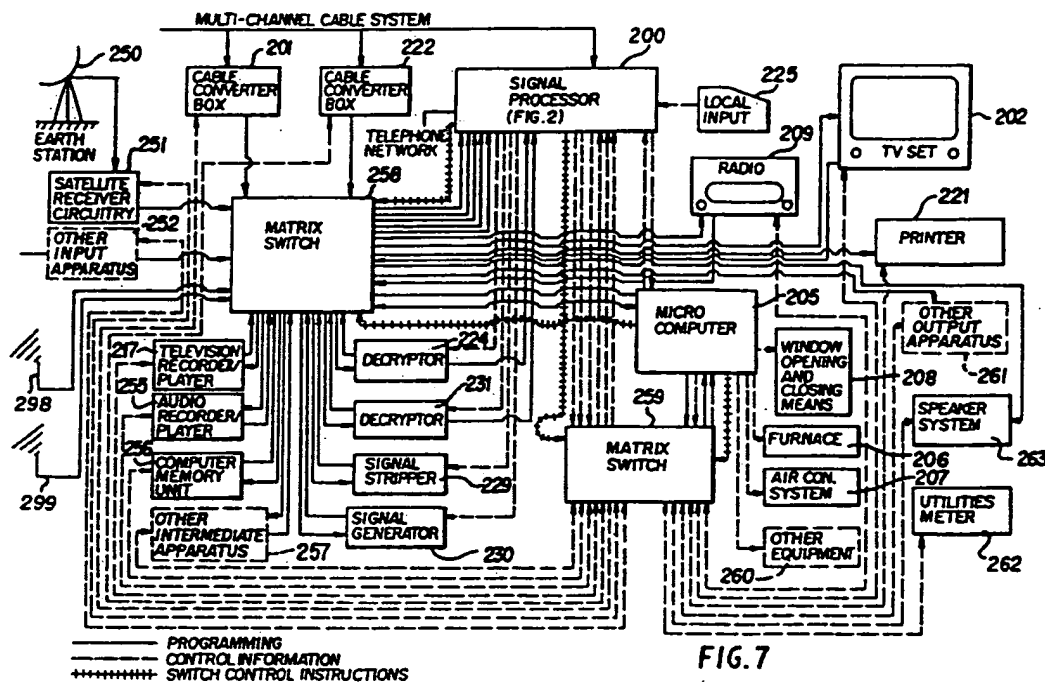 MULTI-CHANNEL CABLE SYSTEM
250
201
222
200
CABLE
CONVERTER
BOX
CABLE
CONVERTER
BOX
SIGNAL
PROCESSOR
(FIG.2)
225
LOCAL
INPUT
202
TV SET
EARTH
STATION
251
TELEPHONE
NETWORK
209
RADIO
SATELLITE
RECEIVER
CIRCUITRY
258
221
252
OTHER
INPUT
APPARATUS
MATRIX
SWITCH
PRINTER
205
MICRO
COMPUTER
OTHER
OUTPUT
APPARATUS
261
217
TELEVISION
RECORDER/
PLAYER
224
DECRYPTOR
WINDOW
OPENING
AND
CLOSING
MEANS
208
298
255
AUDIO
RECORDER/
PLAYER
231
DECRYPTOR
259
MATRIX
SWITCH
SPEAKER
SYSTEM
263
FURNACE
206
256
COMPUTER
MEMORY
UNIT
SIGNAL
STRIPPER
229
299
AIR CON.
SYSTEM
207
UTILITIES
METER
262
OTHER
INTERMEDIATE
APPARATUS
257
SIGNAL
GENERATOR
230
OTHER
EQUIPMENT
260
PROGRAMMING
CONTROL INFORMATION
SWITCH CONTROL INSTRUCTIONS
FIG. 7